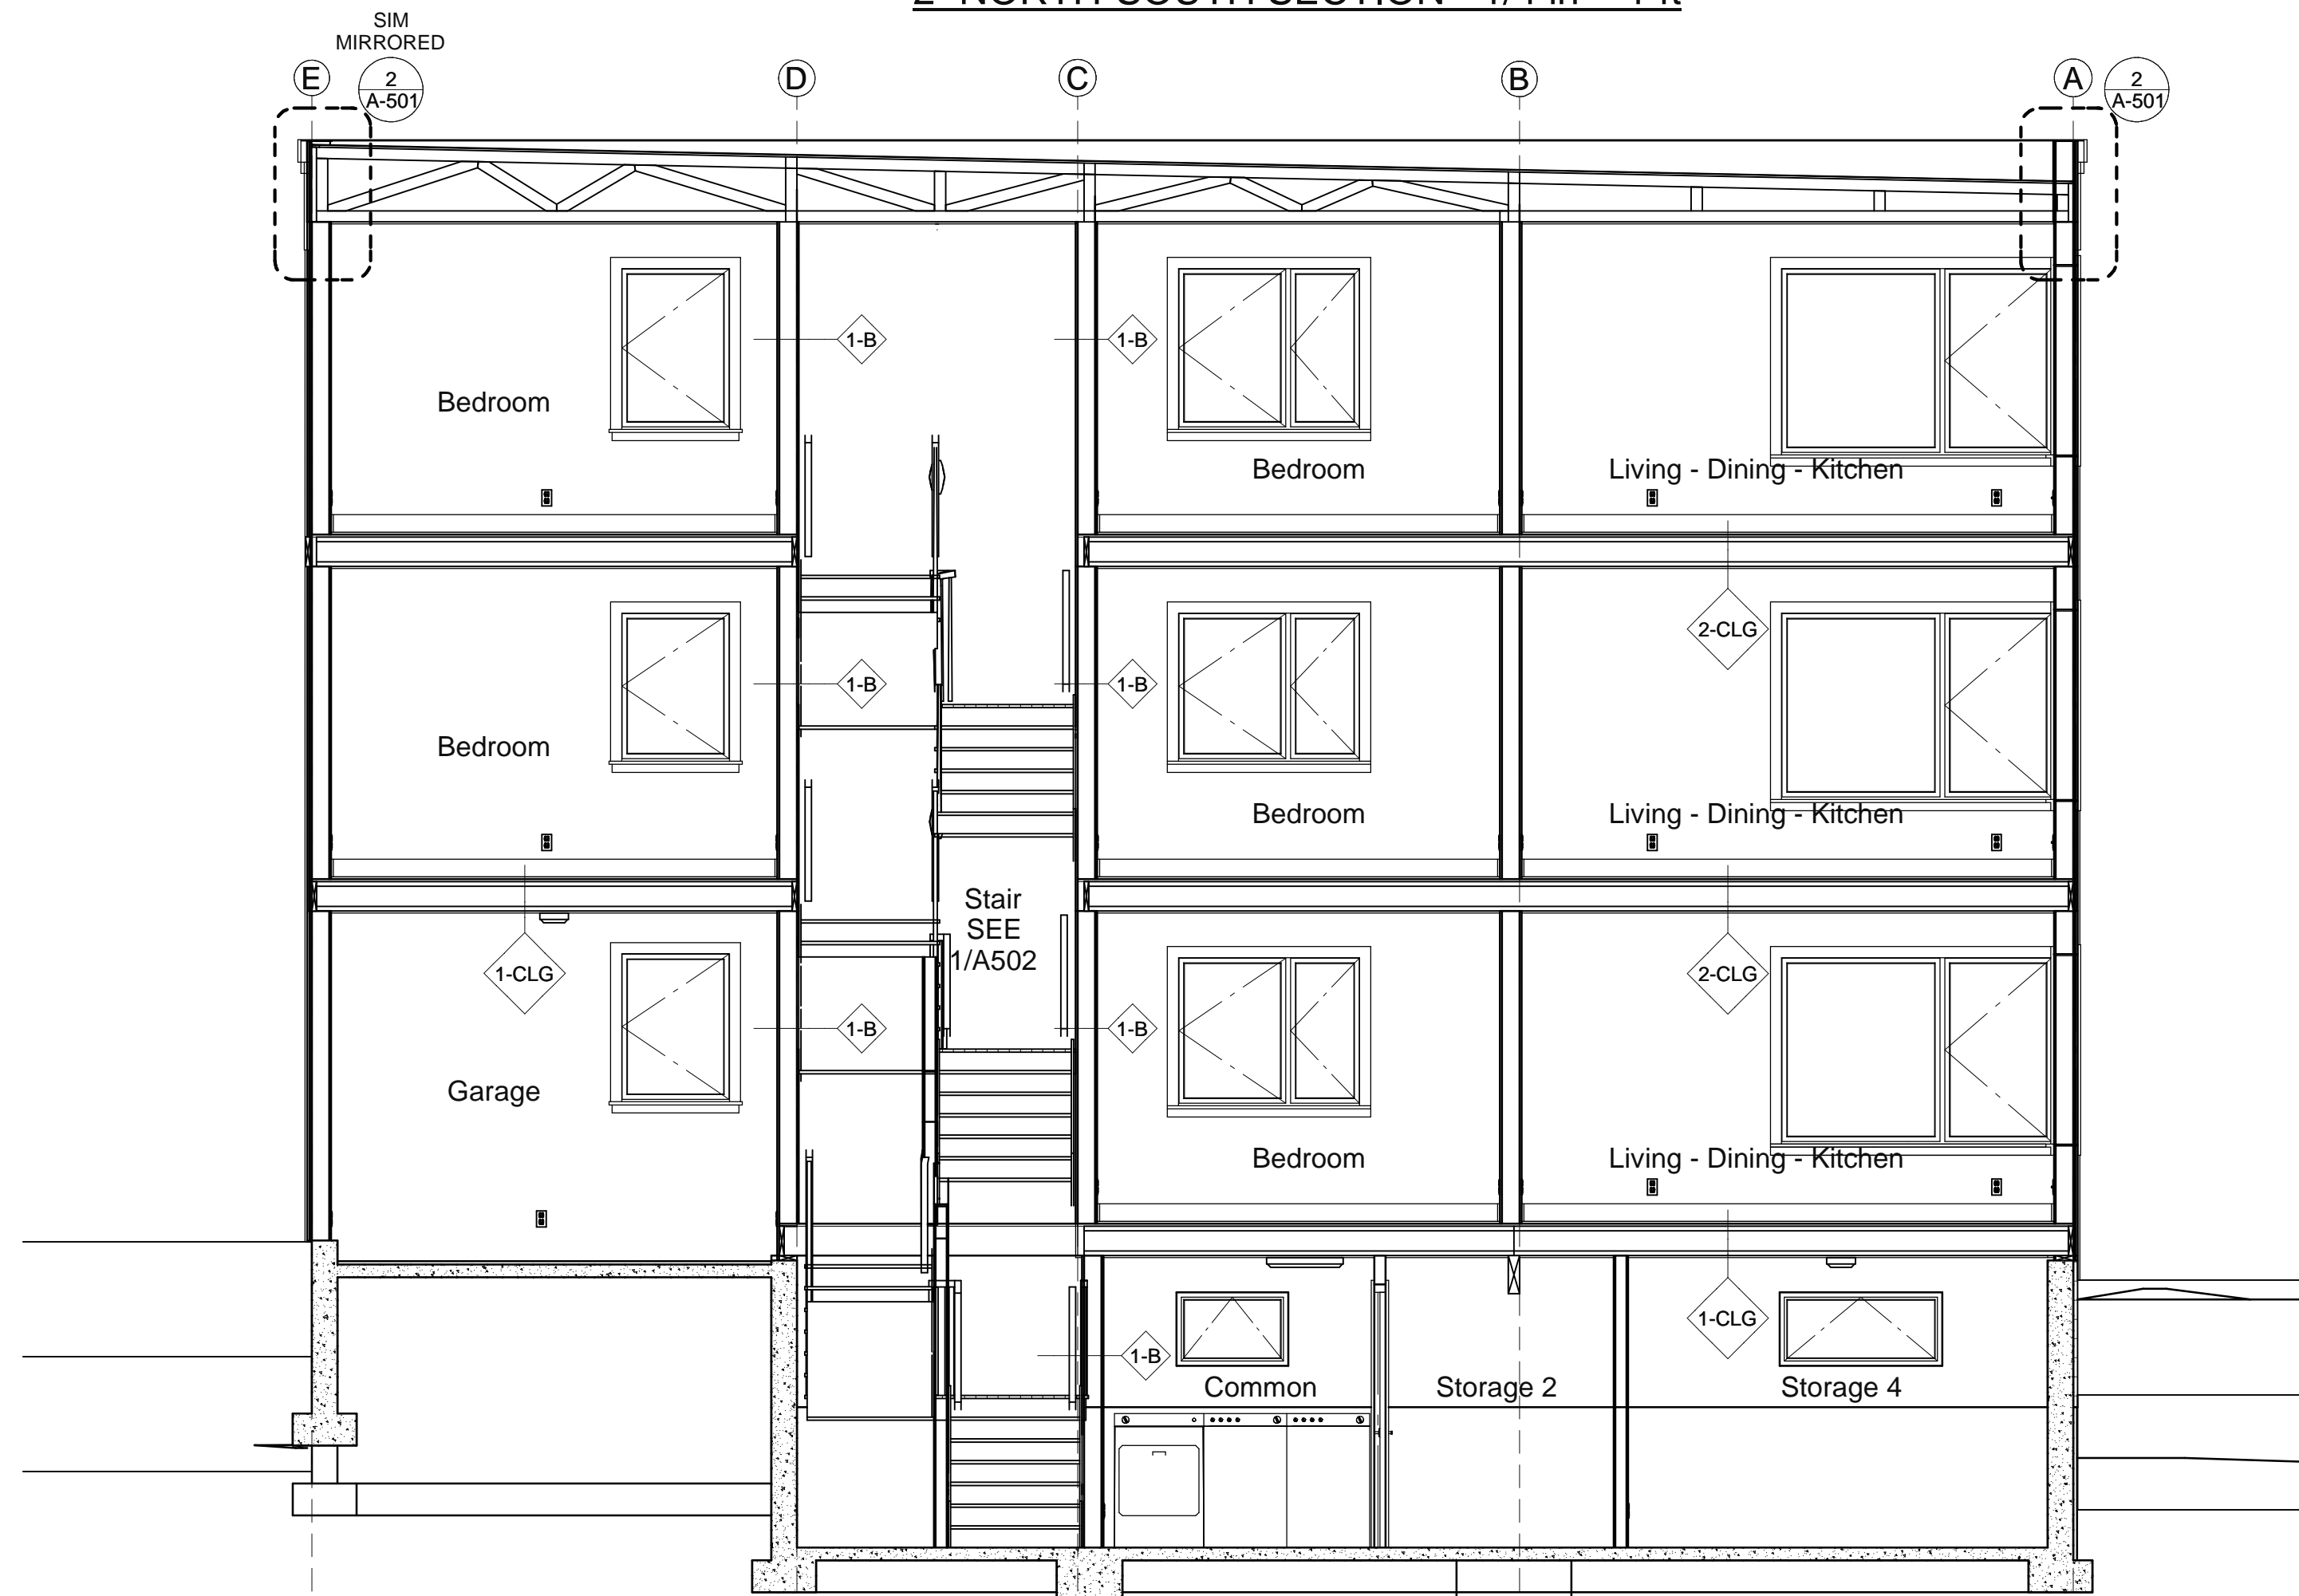 SIM
MIRRORED
E
2
A-501
D
C
B
A
2
A-501
1-B
1-B
Bedroom
Bedroom
Living - Dining - Kitchen
2-CLG
1-B
1-B
Bedroom
Bedroom
Living - Dining - Kitchen
Stair
SEE
1/A502
1-CLG
2-CLG
1-B
1-B
Garage
Bedroom
Living - Dining - Kitchen
1-CLG
1-B
Common
Storage 2
Storage 4